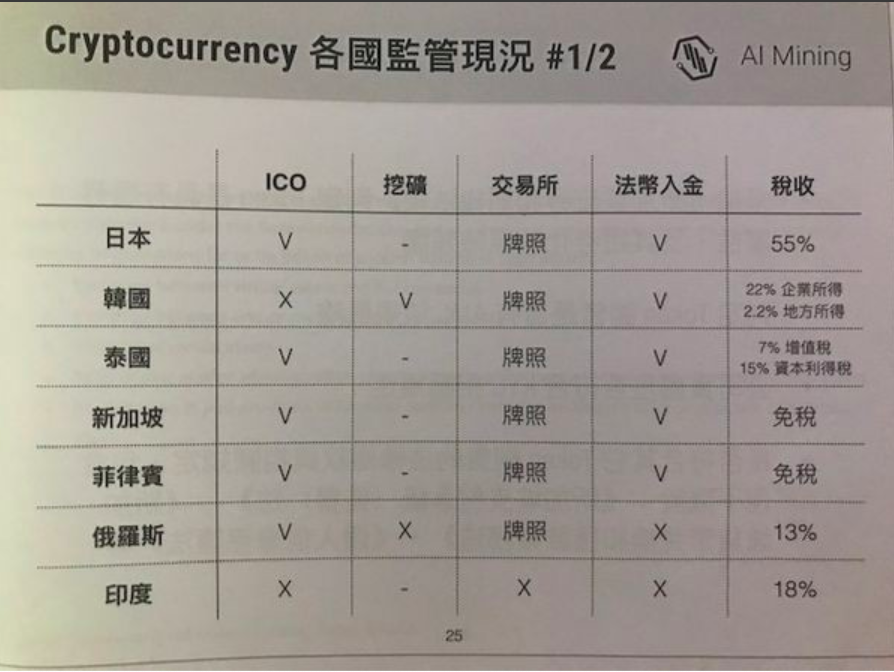 Cryptocurrency 各國監管現況 #1/2
AI Mining
ICO 挖礦 交易所 法幣入金 稅收
日本 V - 牌照 V 55%
韓國 X V 牌照 V 22% 企業所得
2.2% 地方所得
泰國 V - 牌照 V 7% 增值稅
15% 資本利得稅
新加坡 V - 牌照 V 免稅
菲律賓 V - 牌照 V 免稅
俄羅斯 V X 牌照 X 13%
印度 X - X X 18%
25